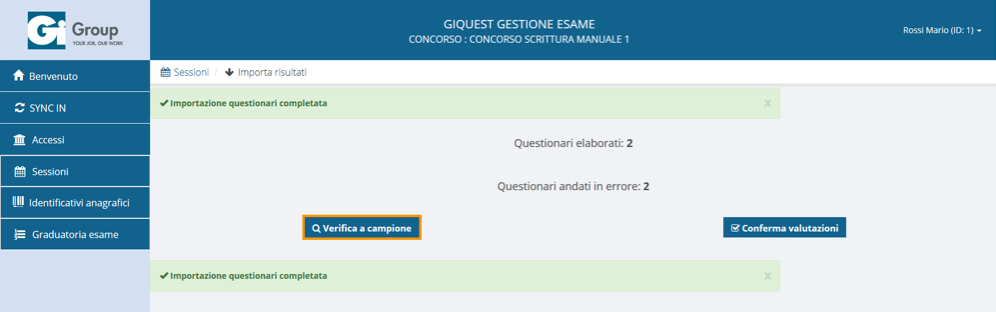 Gi Group
YOUR JOB, OUR WORK
GIQUEST GESTIONE ESAME
CONCORSO : CONCORSO SCRITTURA MANUALE 1
Rossi Mario (ID: 1)
Benvenuto
SYNC IN
Accessi
Sessioni
Identificativi anagrafici
Graduatoria esame
Sessioni / Importa risultati
Importazione questionari completata x
Questionari elaborati: 2
Questionari andati in errore: 2
Verifica a campione
Conferma valutazioni
Importazione questionari completata x